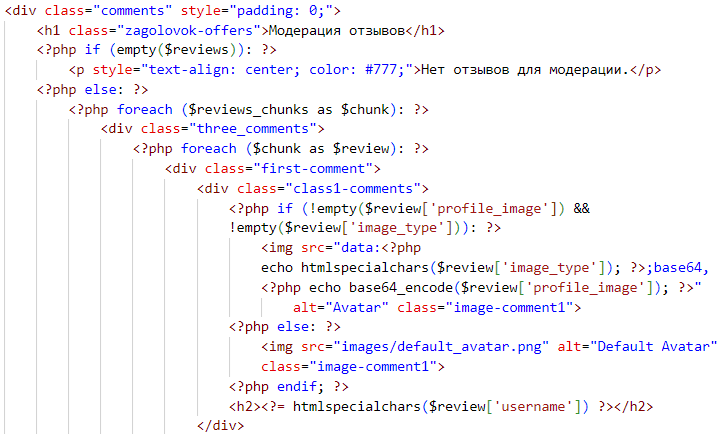 <div class="comments" style="padding: 0;">
<h1 class="zagolovok-offers">Модерация отзывов</h1>
<?php if (empty($reviews)): ?>
<p style="text-align: center; color: #777;">Нет отзывов для модерации.</p>
<?php else: ?>
<?php foreach ($reviews_chunks as $chunk): ?>
<div class="three_comments">
<?php foreach ($chunk as $review): ?>
<div class="first-comment">
<div class="class1-comments">
<?php if (!empty($review['profile_image']) &&
!empty($review['image_type'])): ?>
<img src="data:<?php
echo htmlspecialchars($review['image_type']); ?>;base64,
<?php echo base64_encode($review['profile_image']); ?>"
alt="Avatar" class="image-comment1">
<?php else: ?>
<img src="images/default_avatar.png" alt="Default Avatar"
class="image-comment1">
<?php endif; ?>
<h2><?= htmlspecialchars($review['username']) ?></h2>
</div>